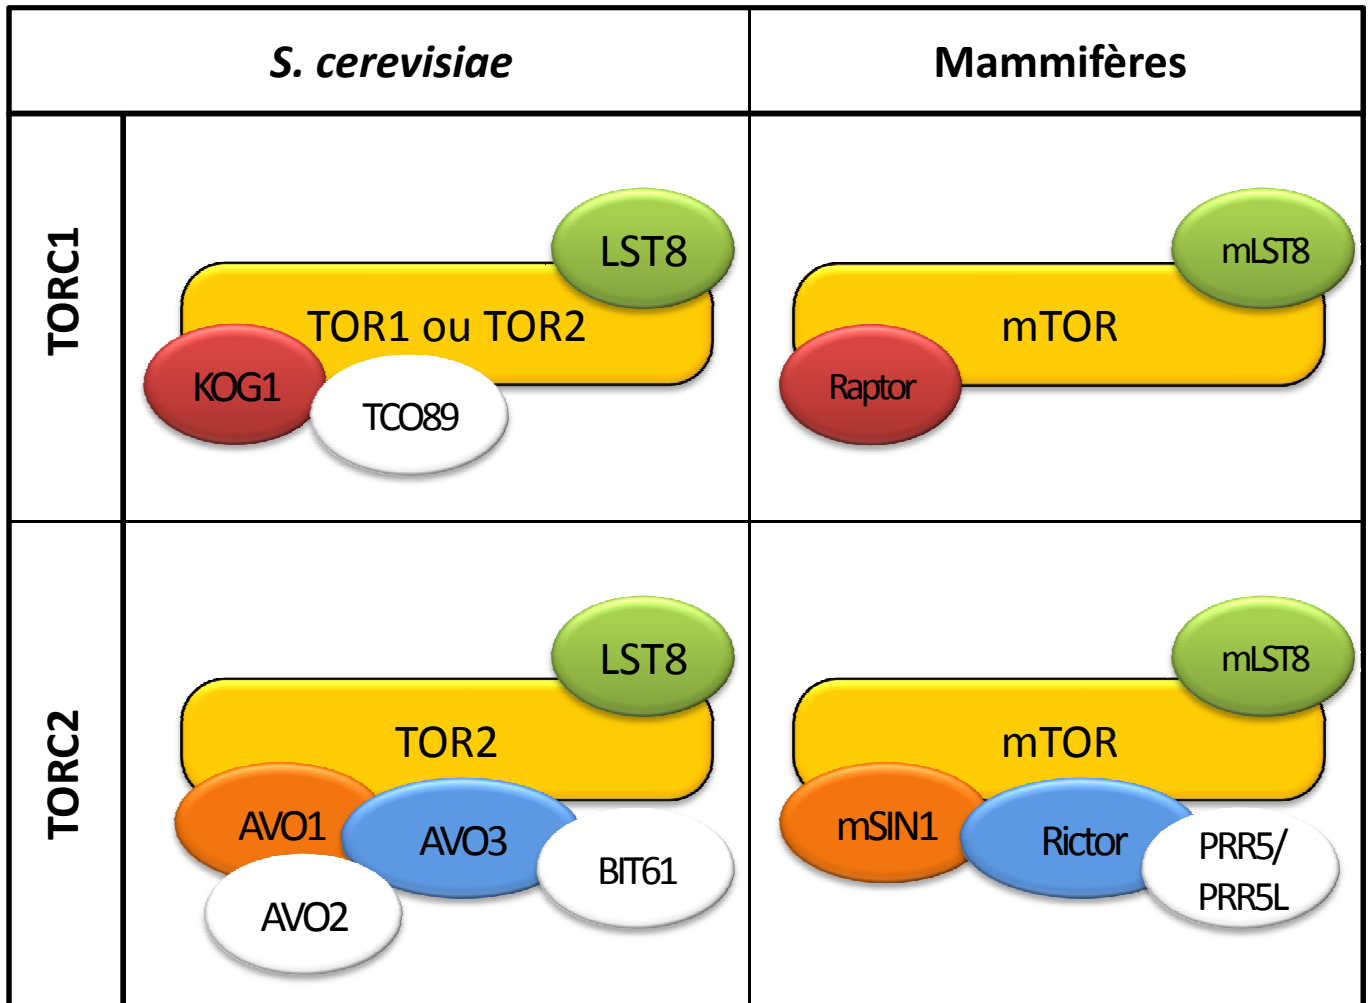 S. cerevisiae
Mammifères
TORC1
LST8
TOR1 ou TOR2
KOG1
TCO89
mLST8
mTOR
Raptor
TORC2
LST8
TOR2
AVO1
AVO3
BIT61
AVO2
mLST8
mTOR
mSIN1
Rictor
PRR5/
PRR5L